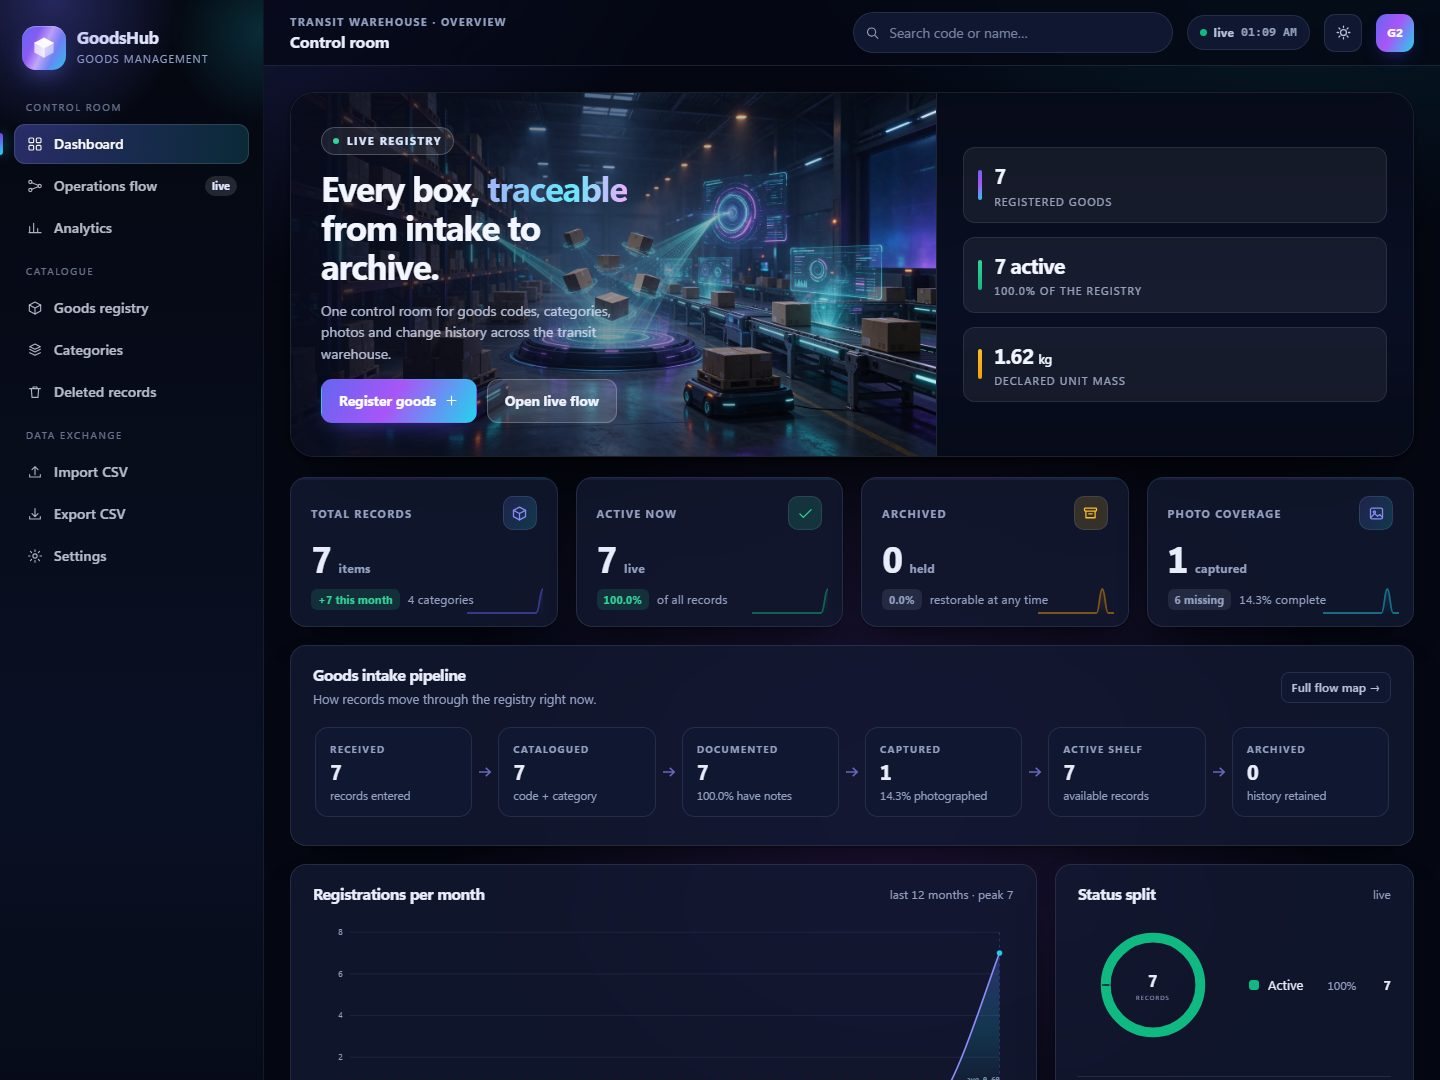 GoodsHub
GOODS MANAGEMENT
CONTROL ROOM
Dashboard
Operations flow live
Analytics
CATALOGUE
Goods registry
Categories
Deleted records
DATA EXCHANGE
Import CSV
Export CSV
Settings
TRANSIT WAREHOUSE · OVERVIEW
Control room
Search code or name...
live 01:09 AM
G2
LIVE REGISTRY
Every box, traceable
from intake to
archive.
One control room for goods codes, categories,
photos and change history across the transit
warehouse.
Register goods +
Open live flow
7
REGISTERED GOODS
7 active
100.0% OF THE REGISTRY
1.62 kg
DECLARED UNIT MASS
TOTAL RECORDS
7 items
+7 this month 4 categories
ACTIVE NOW
7 live
100.0% of all records
ARCHIVED
0 held
0.0% restorable at any time
PHOTO COVERAGE
1 captured
6 missing 14.3% complete
Goods intake pipeline
How records move through the registry right now.
Full flow map →
RECEIVED
7
records entered
→
CATALOGUED
7
code + category
→
DOCUMENTED
7
100.0% have notes
→
CAPTURED
1
14.3% photographed
→
ACTIVE SHELF
7
available records
→
ARCHIVED
0
history retained
Registrations per month
last 12 months · peak 7
8
6
4
2
Status split
live
7
RECORDS
Active 100% 7